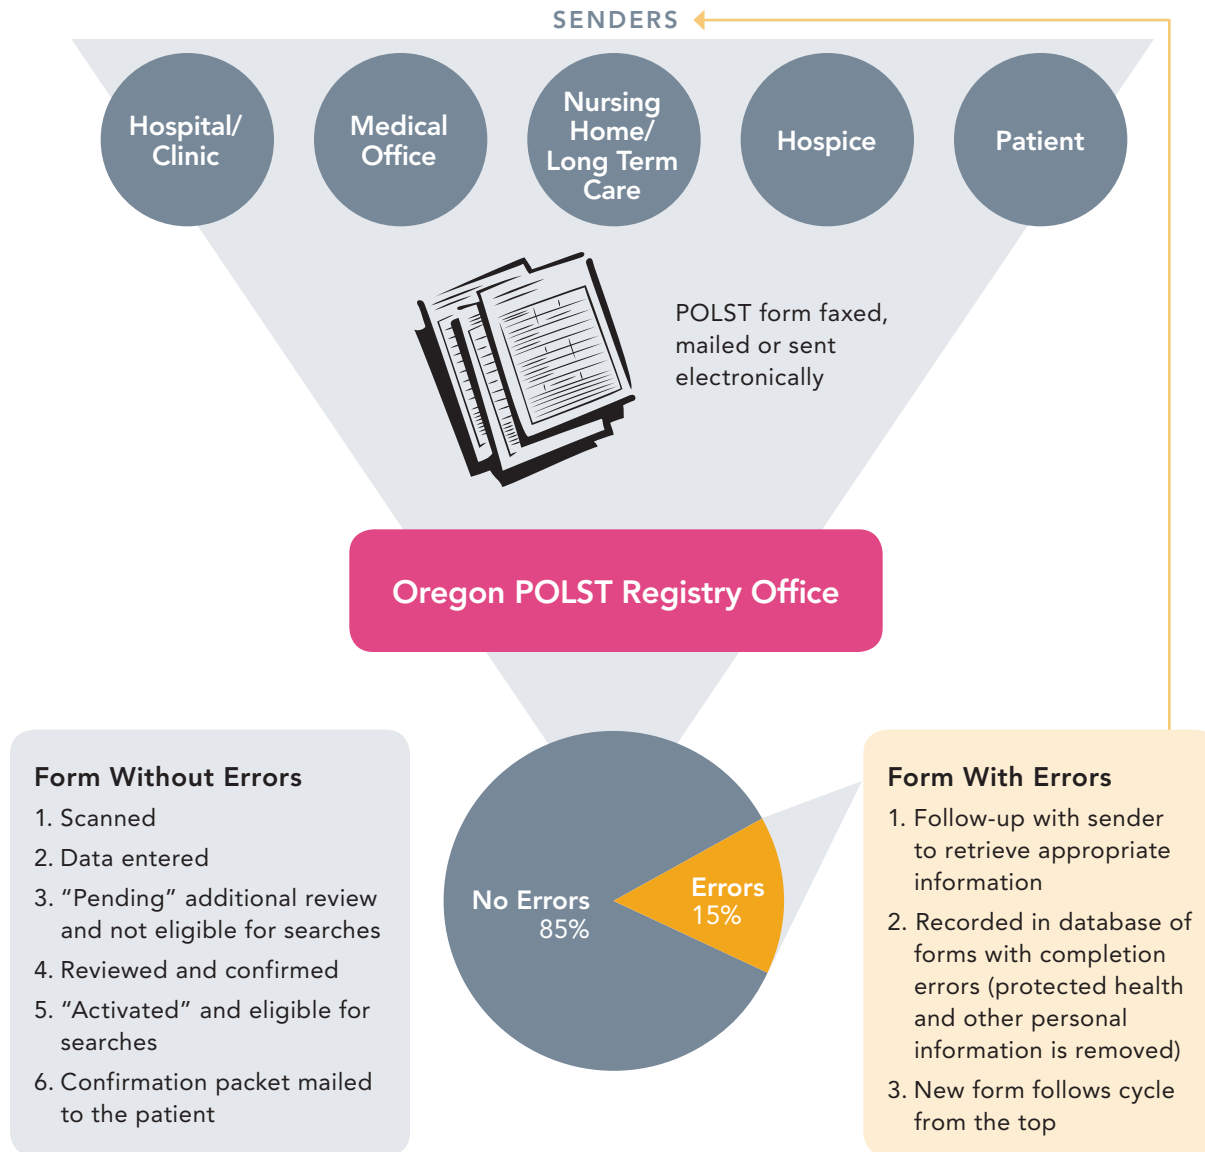 SENDERS
Hospital/
Clinic
Medical
Office
Nursing
Home/
Long Term
Care
Hospice
Patient
POLST form faxed,
mailed or sent
electronically
Oregon POLST Registry Office
Form Without Errors
1. Scanned
2. Data entered
3. “Pending” additional review
and not eligible for searches
4. Reviewed and confirmed
5. “Activated” and eligible for
searches
6. Confirmation packet mailed
to the patient
No Errors
85%
Errors
15%
Form With Errors
1. Follow-up with sender
to retrieve appropriate
information
2. Recorded in database of
forms with completion
errors (protected health
and other personal
information is removed)
3. New form follows cycle
from the top